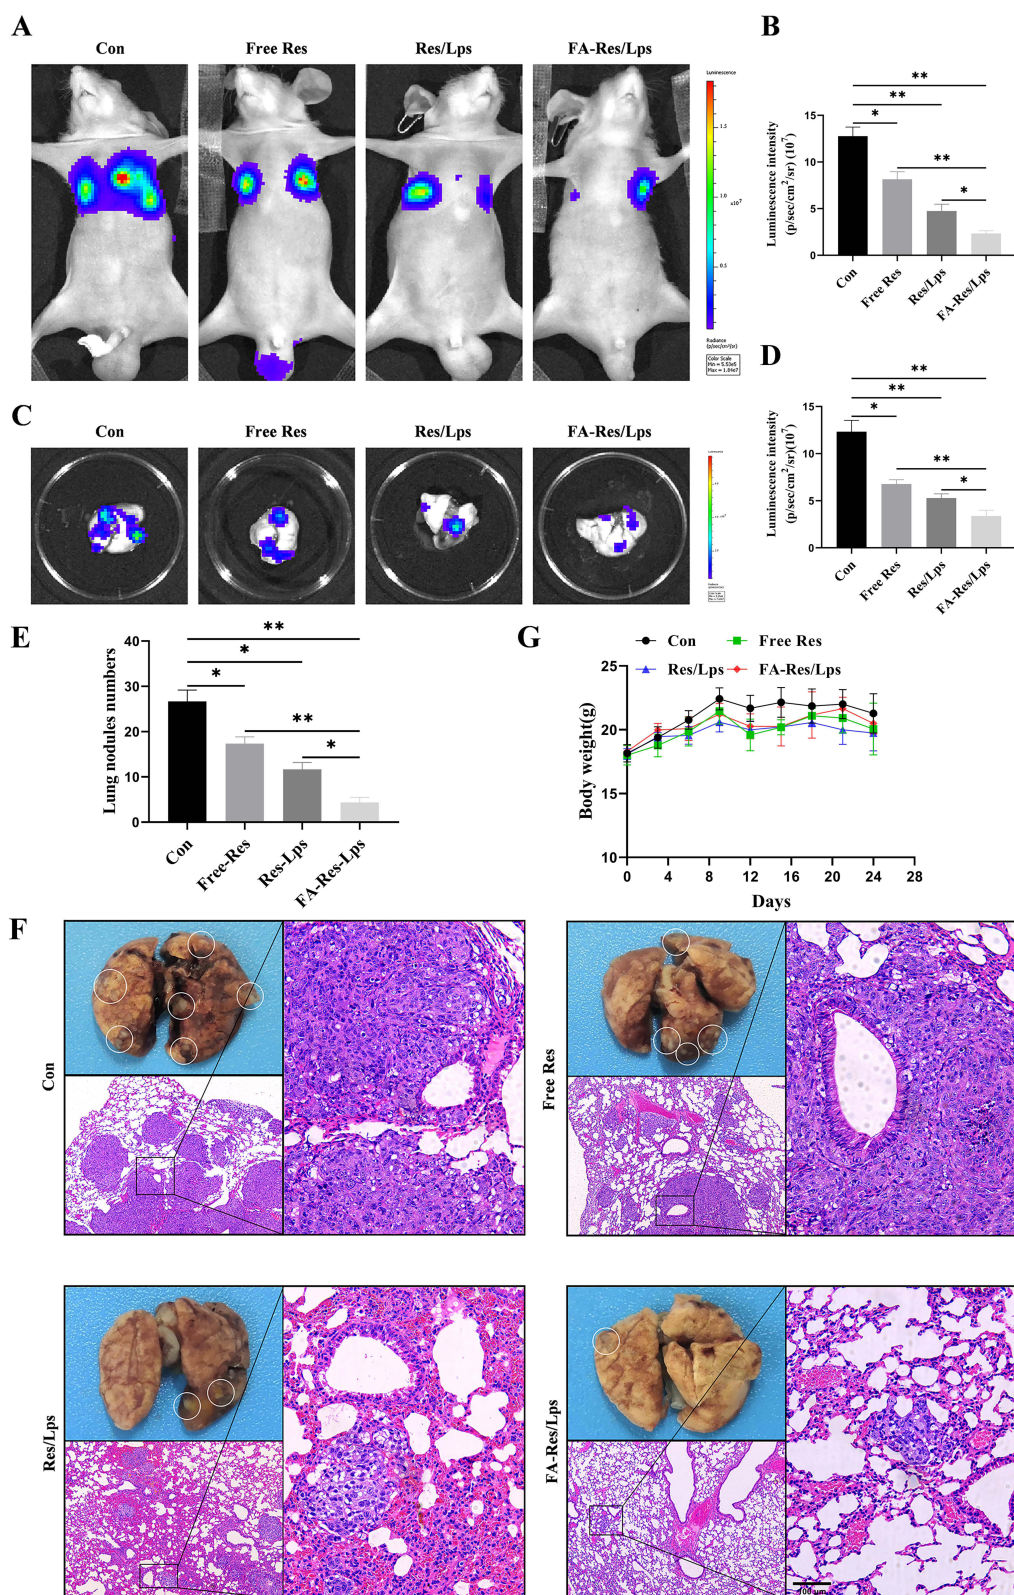 A
Con
Free Res
Res/Lps
FA-Res/Lps
Luminescence
1.5
1.0
x10⁷
0.5
Radiance
(p/sec/cm²/sr)
Color Scale
Min = 5.53e5
Max = 1.84e7
B
Luminescence intensity
(p/sec/cm²/sr) (10⁷)
15
10
5
0
**
**
*
**
*
Con
Free Res
Res/Lps
FA-Res/Lps
C
Con
Free Res
Res/Lps
FA-Res/Lps
D
Luminescence intensity
(p/sec/cm²/sr)(10⁷)
15
10
5
0
**
**
*
**
*
Con
Free Res
Res/Lps
FA-Res/Lps
E
Lung nodules numbers
40
30
20
10
0
**
*
*
**
*
Con
Free-Res
Res-Lps
FA-Res-Lps
G
Con
Free Res
Res/Lps
FA-Res/Lps
Body weight(g)
25
20
15
10
0 4 8 12 16 20 24 28
Days
F
Con
Free Res
Res/Lps
FA-Res/Lps
100 μm